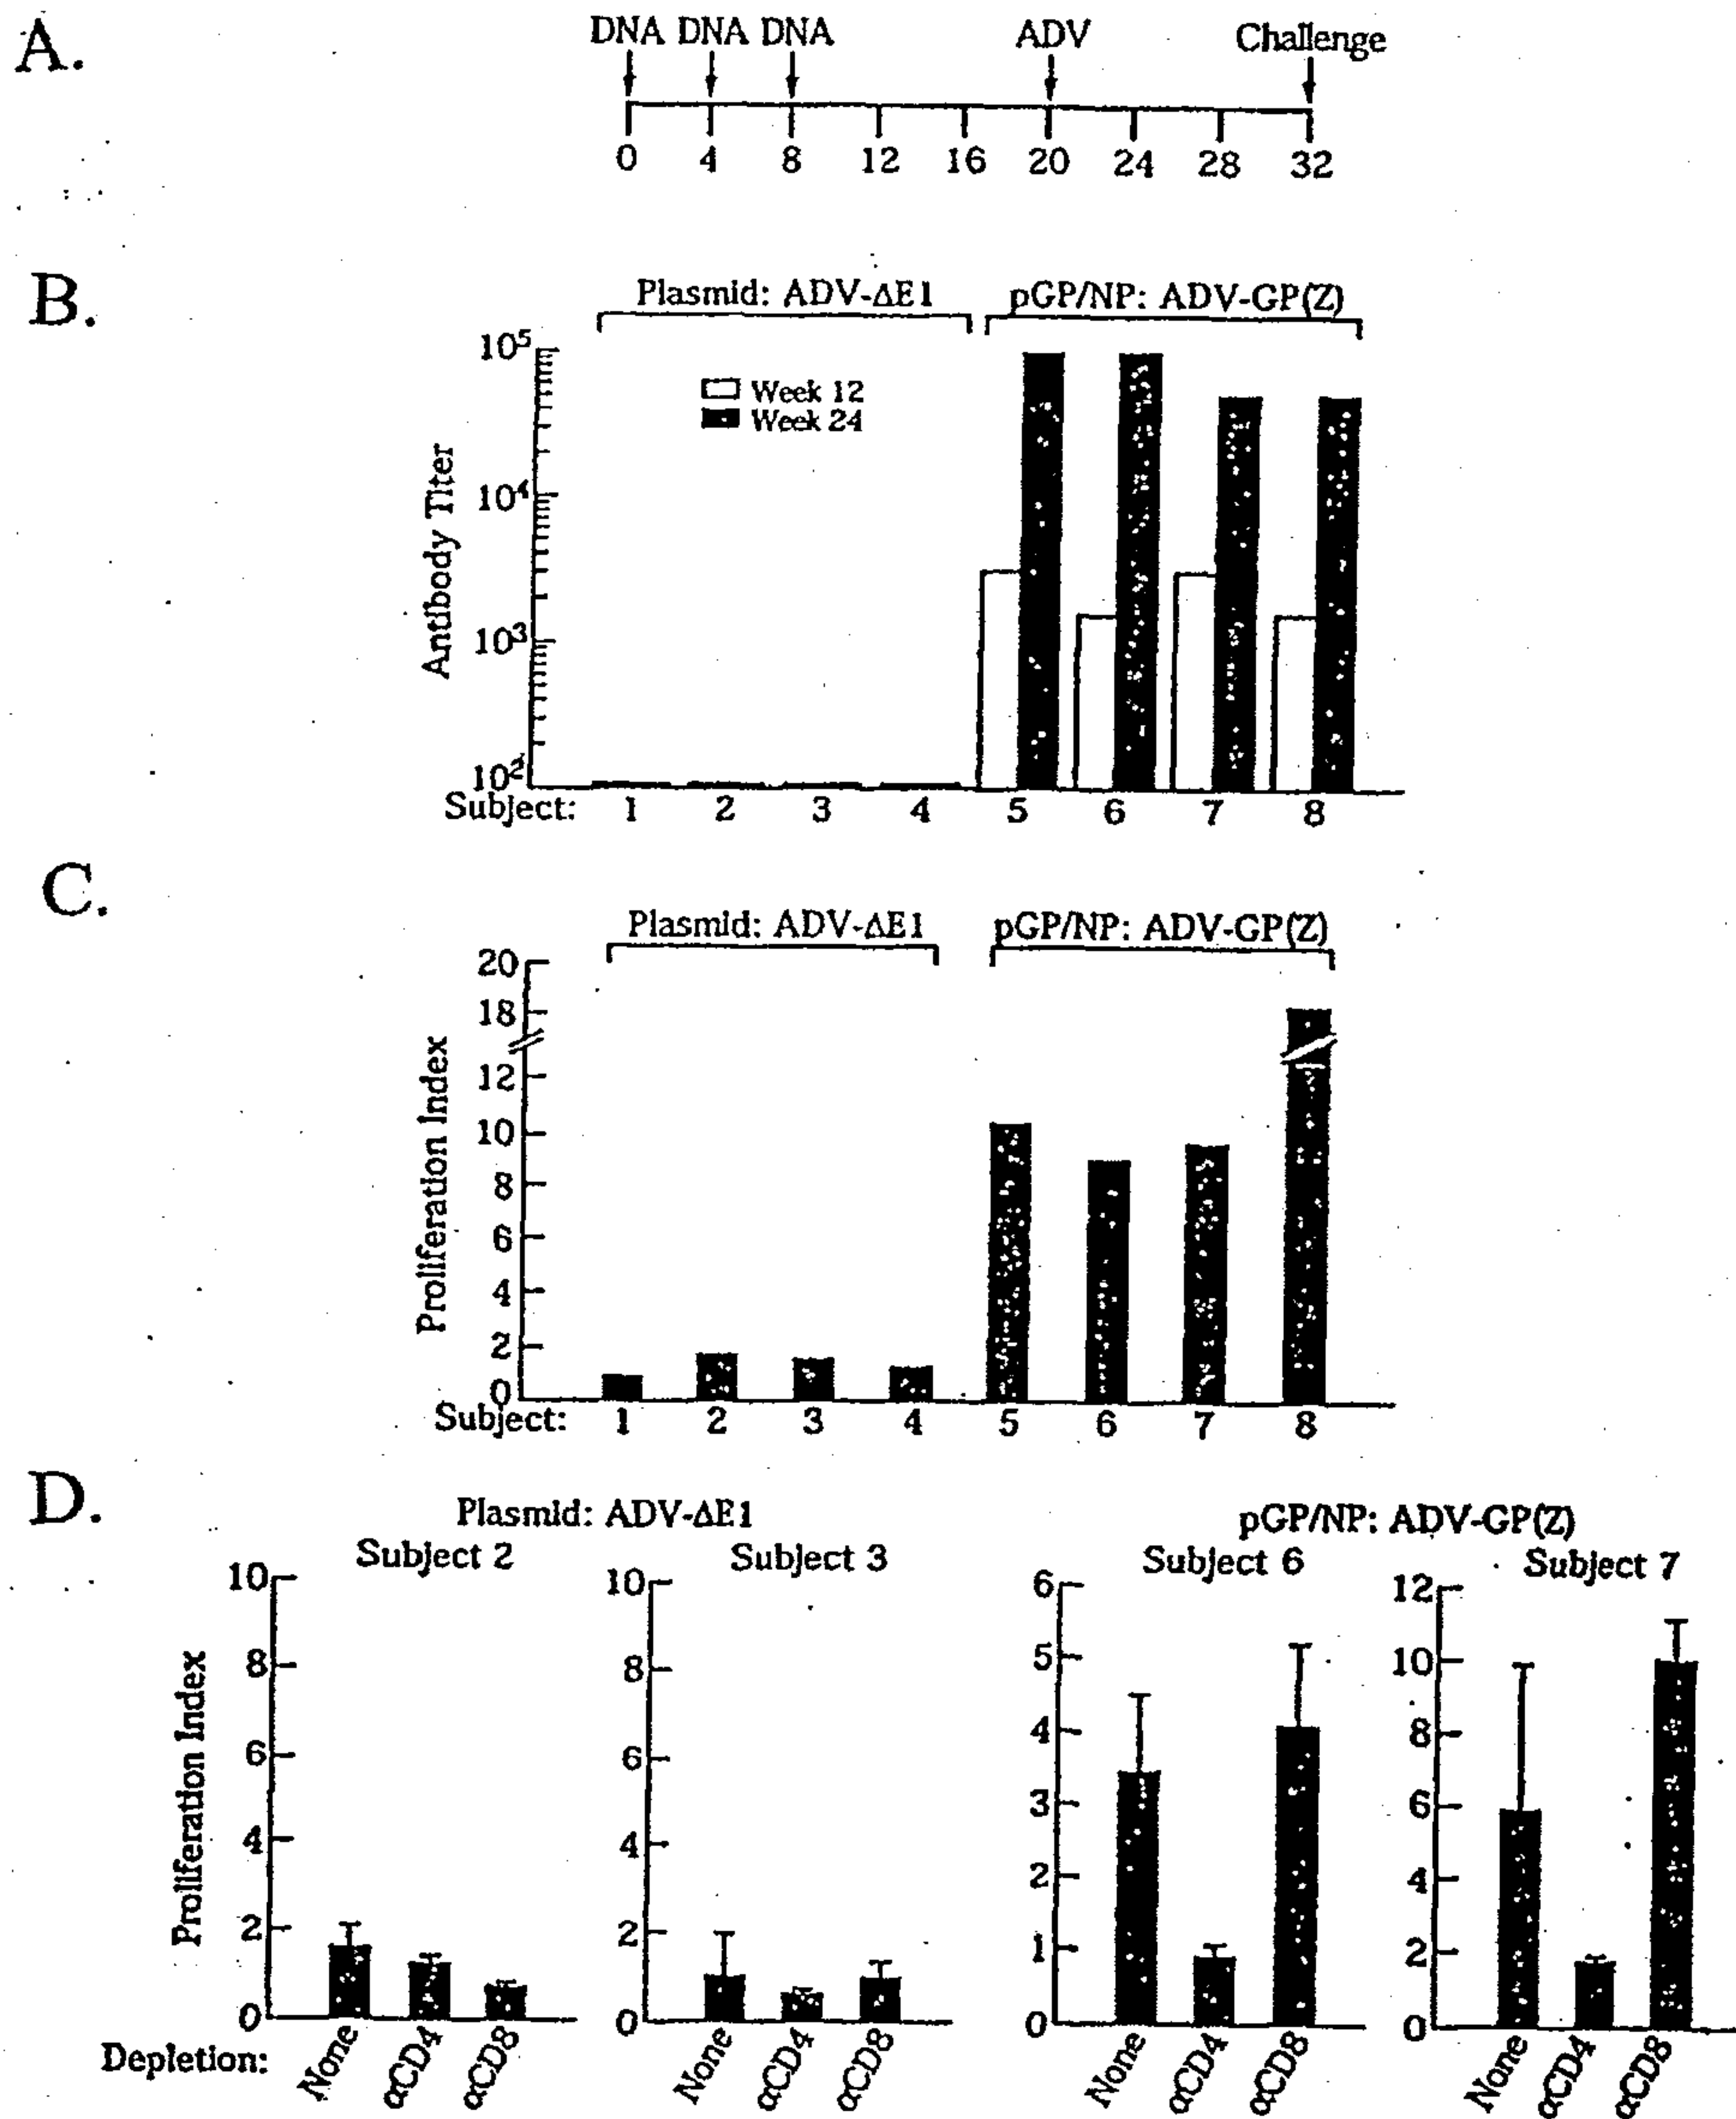 A.
DNA DNA DNA ADV Challenge
0 4 8 12 16 20 24 28 32
B.
Plasmid: ADV-ΔE1 pGP/NP: ADV-GP(Z)
Week 12
Week 24
Antibody Titer
10⁵
10⁴
10³
10²
Subject: 1 2 3 4 5 6 7 8
C.
Plasmid: ADV-ΔE1 pGP/NP: ADV-GP(Z)
Proliferation Index
20
18
12
10
8
6
4
2
0
Subject: 1 2 3 4 5 6 7 8
D.
Plasmid: ADV-ΔE1 pGP/NP: ADV-GP(Z)
Subject 2 Subject 3 Subject 6 Subject 7
Proliferation Index
10
8
6
4
2
0
10
8
6
4
2
0
6
5
4
3
2
1
0
12
10
8
6
4
2
0
Depletion: None αCD4 αCD8 None αCD4 αCD8 None αCD4 αCD8 None αCD4 αCD8